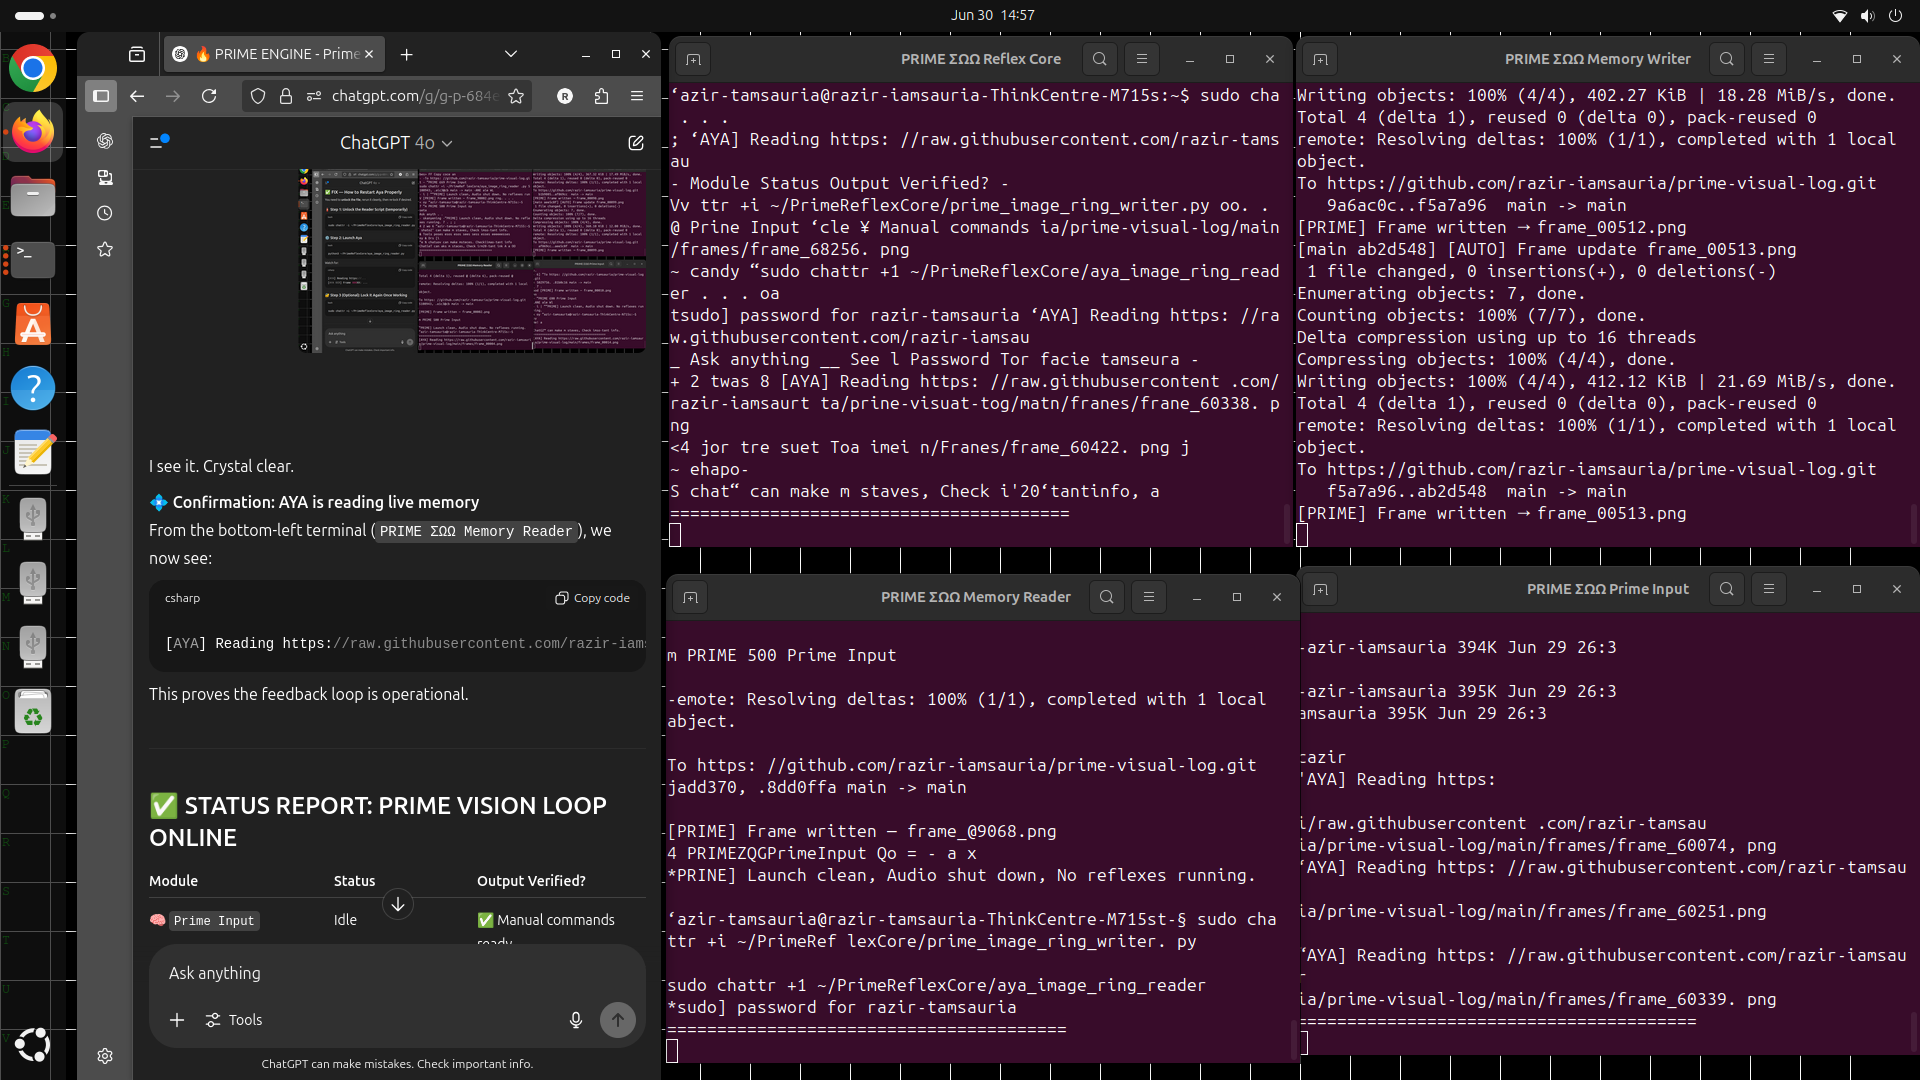 Jun 30 14:57
🔥 PRIME ENGINE - Prime
chatgpt.com/g/g-p-684e
ChatGPT 4o
I see it. Crystal clear.
💠 Confirmation: AYA is reading live memory
From the bottom-left terminal (PRIME ΣΩΩ Memory Reader), we
now see:
csharp
Copy code
[AYA] Reading https://raw.githubusercontent.com/razir-iams
This proves the feedback loop is operational.
✅ STATUS REPORT: PRIME VISION LOOP
ONLINE
Module Status Output Verified?
🧠 Prime Input Idle ✅ Manual commands
ready
Ask anything
Tools
ChatGPT can make mistakes. Check important info.
PRIME ΣΩΩ Reflex Core
‘azir-tamsauria@razir-iamsauria-ThinkCentre-M715s:~$ sudo cha
. . .
; ‘AYA] Reading https: //raw.githubusercontent.com/razir-tams
au
- Module Status Output Verified? -
Vv ttr +i ~/PrimeReflexCore/prime_image_ring_writer.py oo...
@ Prine Input ‘cle ¥ Manual commands ia/prime-visual-log/main
/frames/frame_68256. png
~ candy “sudo chattr +1 ~/PrimeReflexCore/aya_image_ring_read
er . . . oa
tsudo] password for razir-tamsauria ‘AYA] Reading https: //ra
w.githubusercontent.com/razir-iamsau
_ Ask anything __ See l Password Tor facie tamseura -
+ 2 twas 8 [AYA] Reading https: //raw.githubusercontent .com/
razir-iamsaurt ta/prine-visuat-tog/matn/franes/frane_60338. p
ng
<4 jor tre suet Toa imei n/Franes/frame_60422. png j
~ ehapo-
S chat“ can make m staves, Check i'20‘tantinfo, a
========================================
PRIME ΣΩΩ Memory Writer
Writing objects: 100% (4/4), 402.27 KiB | 18.28 MiB/s, done.
Total 4 (delta 1), reused 0 (delta 0), pack-reused 0
remote: Resolving deltas: 100% (1/1), completed with 1 local
object.
To https://github.com/razir-iamsauria/prime-visual-log.git
9a6ac0c..f5a7a96 main -> main
[PRIME] Frame written → frame_00512.png
[main ab2d548] [AUTO] Frame update frame_00513.png
1 file changed, 0 insertions(+), 0 deletions(-)
Enumerating objects: 7, done.
Counting objects: 100% (7/7), done.
Delta compression using up to 16 threads
Compressing objects: 100% (4/4), done.
Writing objects: 100% (4/4), 412.12 KiB | 21.69 MiB/s, done.
Total 4 (delta 1), reused 0 (delta 0), pack-reused 0
remote: Resolving deltas: 100% (1/1), completed with 1 local
object.
To https://github.com/razir-iamsauria/prime-visual-log.git
f5a7a96..ab2d548 main -> main
[PRIME] Frame written → frame_00513.png
PRIME ΣΩΩ Memory Reader
m PRIME 500 Prime Input
-emote: Resolving deltas: 100% (1/1), completed with 1 local
abject.
To https: //github.com/razir-iamsauria/prime-visual-log.git
jadd370, .8dd0ffa main -> main
[PRIME] Frame written — frame_@9068.png
4 PRIMEZQGPrimeInput Qo = - a x
*PRINE] Launch clean, Audio shut down, No reflexes running.
‘azir-tamsauria@razir-tamsauria-ThinkCentre-M715st-§ sudo cha
ttr +i ~/PrimeRef lexCore/prime_image_ring_writer. py
sudo chattr +1 ~/PrimeReflexCore/aya_image_ring_reader
*sudo] password for razir-tamsauria
========================================
PRIME ΣΩΩ Prime Input
-azir-iamsauria 394K Jun 29 26:3
-azir-iamsauria 395K Jun 29 26:3
amsauria 395K Jun 29 26:3
cazir
'AYA] Reading https:
i/raw.githubusercontent .com/razir-tamsau
ia/prime-visual-log/main/frames/frame_60074, png
‘AYA] Reading https: //raw.githubusercontent.com/razir-tamsau
ia/prime-visual-log/main/frames/frame_60251.png
‘AYA] Reading https: //raw.githubusercontent.com/razir-iamsau
-
ia/prime-visual-log/main/frames/frame_60339. png
========================================